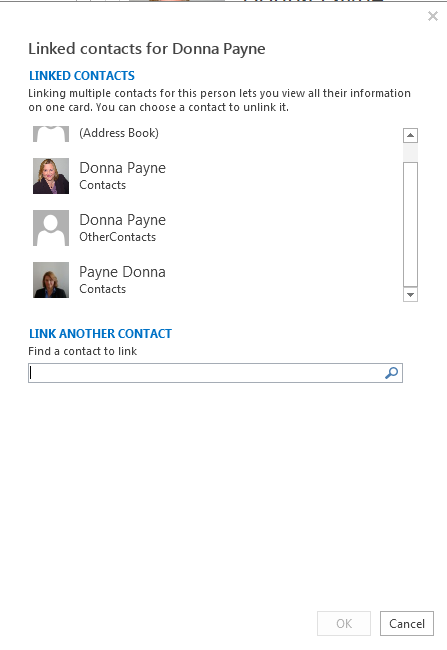 Linked contacts for Donna Payne
LINKED CONTACTS
Linking multiple contacts for this person lets you view all their information
on one card. You can choose a contact to unlink it.
(Address Book)
Donna Payne
Contacts
Donna Payne
OtherContacts
Payne Donna
Contacts
LINK ANOTHER CONTACT
Find a contact to link
OK
Cancel